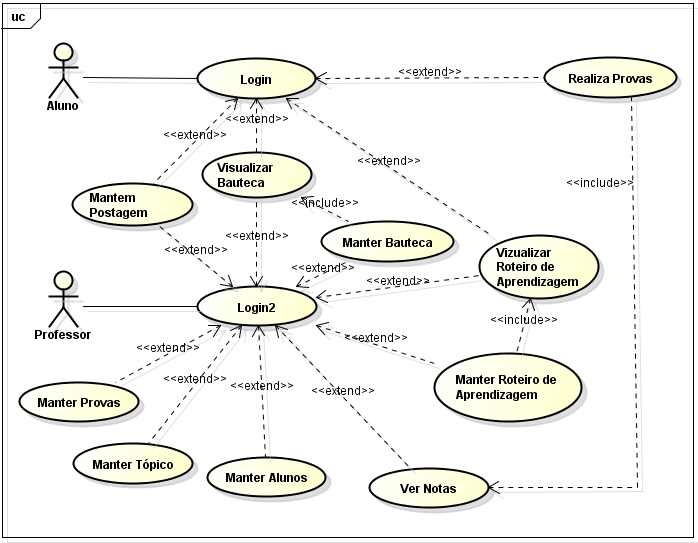 uc
Login
<<extend>>
Realiza Provas
Aluno
<<extend>>
<<extend>>
<<extend>>
Visualizar
Bauteca
<<include>>
Mantem
Postagem
<<include>>
<<extend>>
<<extend>>
Manter Bauteca
Vizualizar
Roteiro de
Aprendizagem
<<extend>>
<<extend>>
Login2
Professor
<<include>>
<<extend>>
<<extend>>
<<extend>>
<<extend>>
<<extend>>
Manter Roteiro de
Aprendizagem
Manter Provas
Manter Tópico
Manter Alunos
Ver Notas